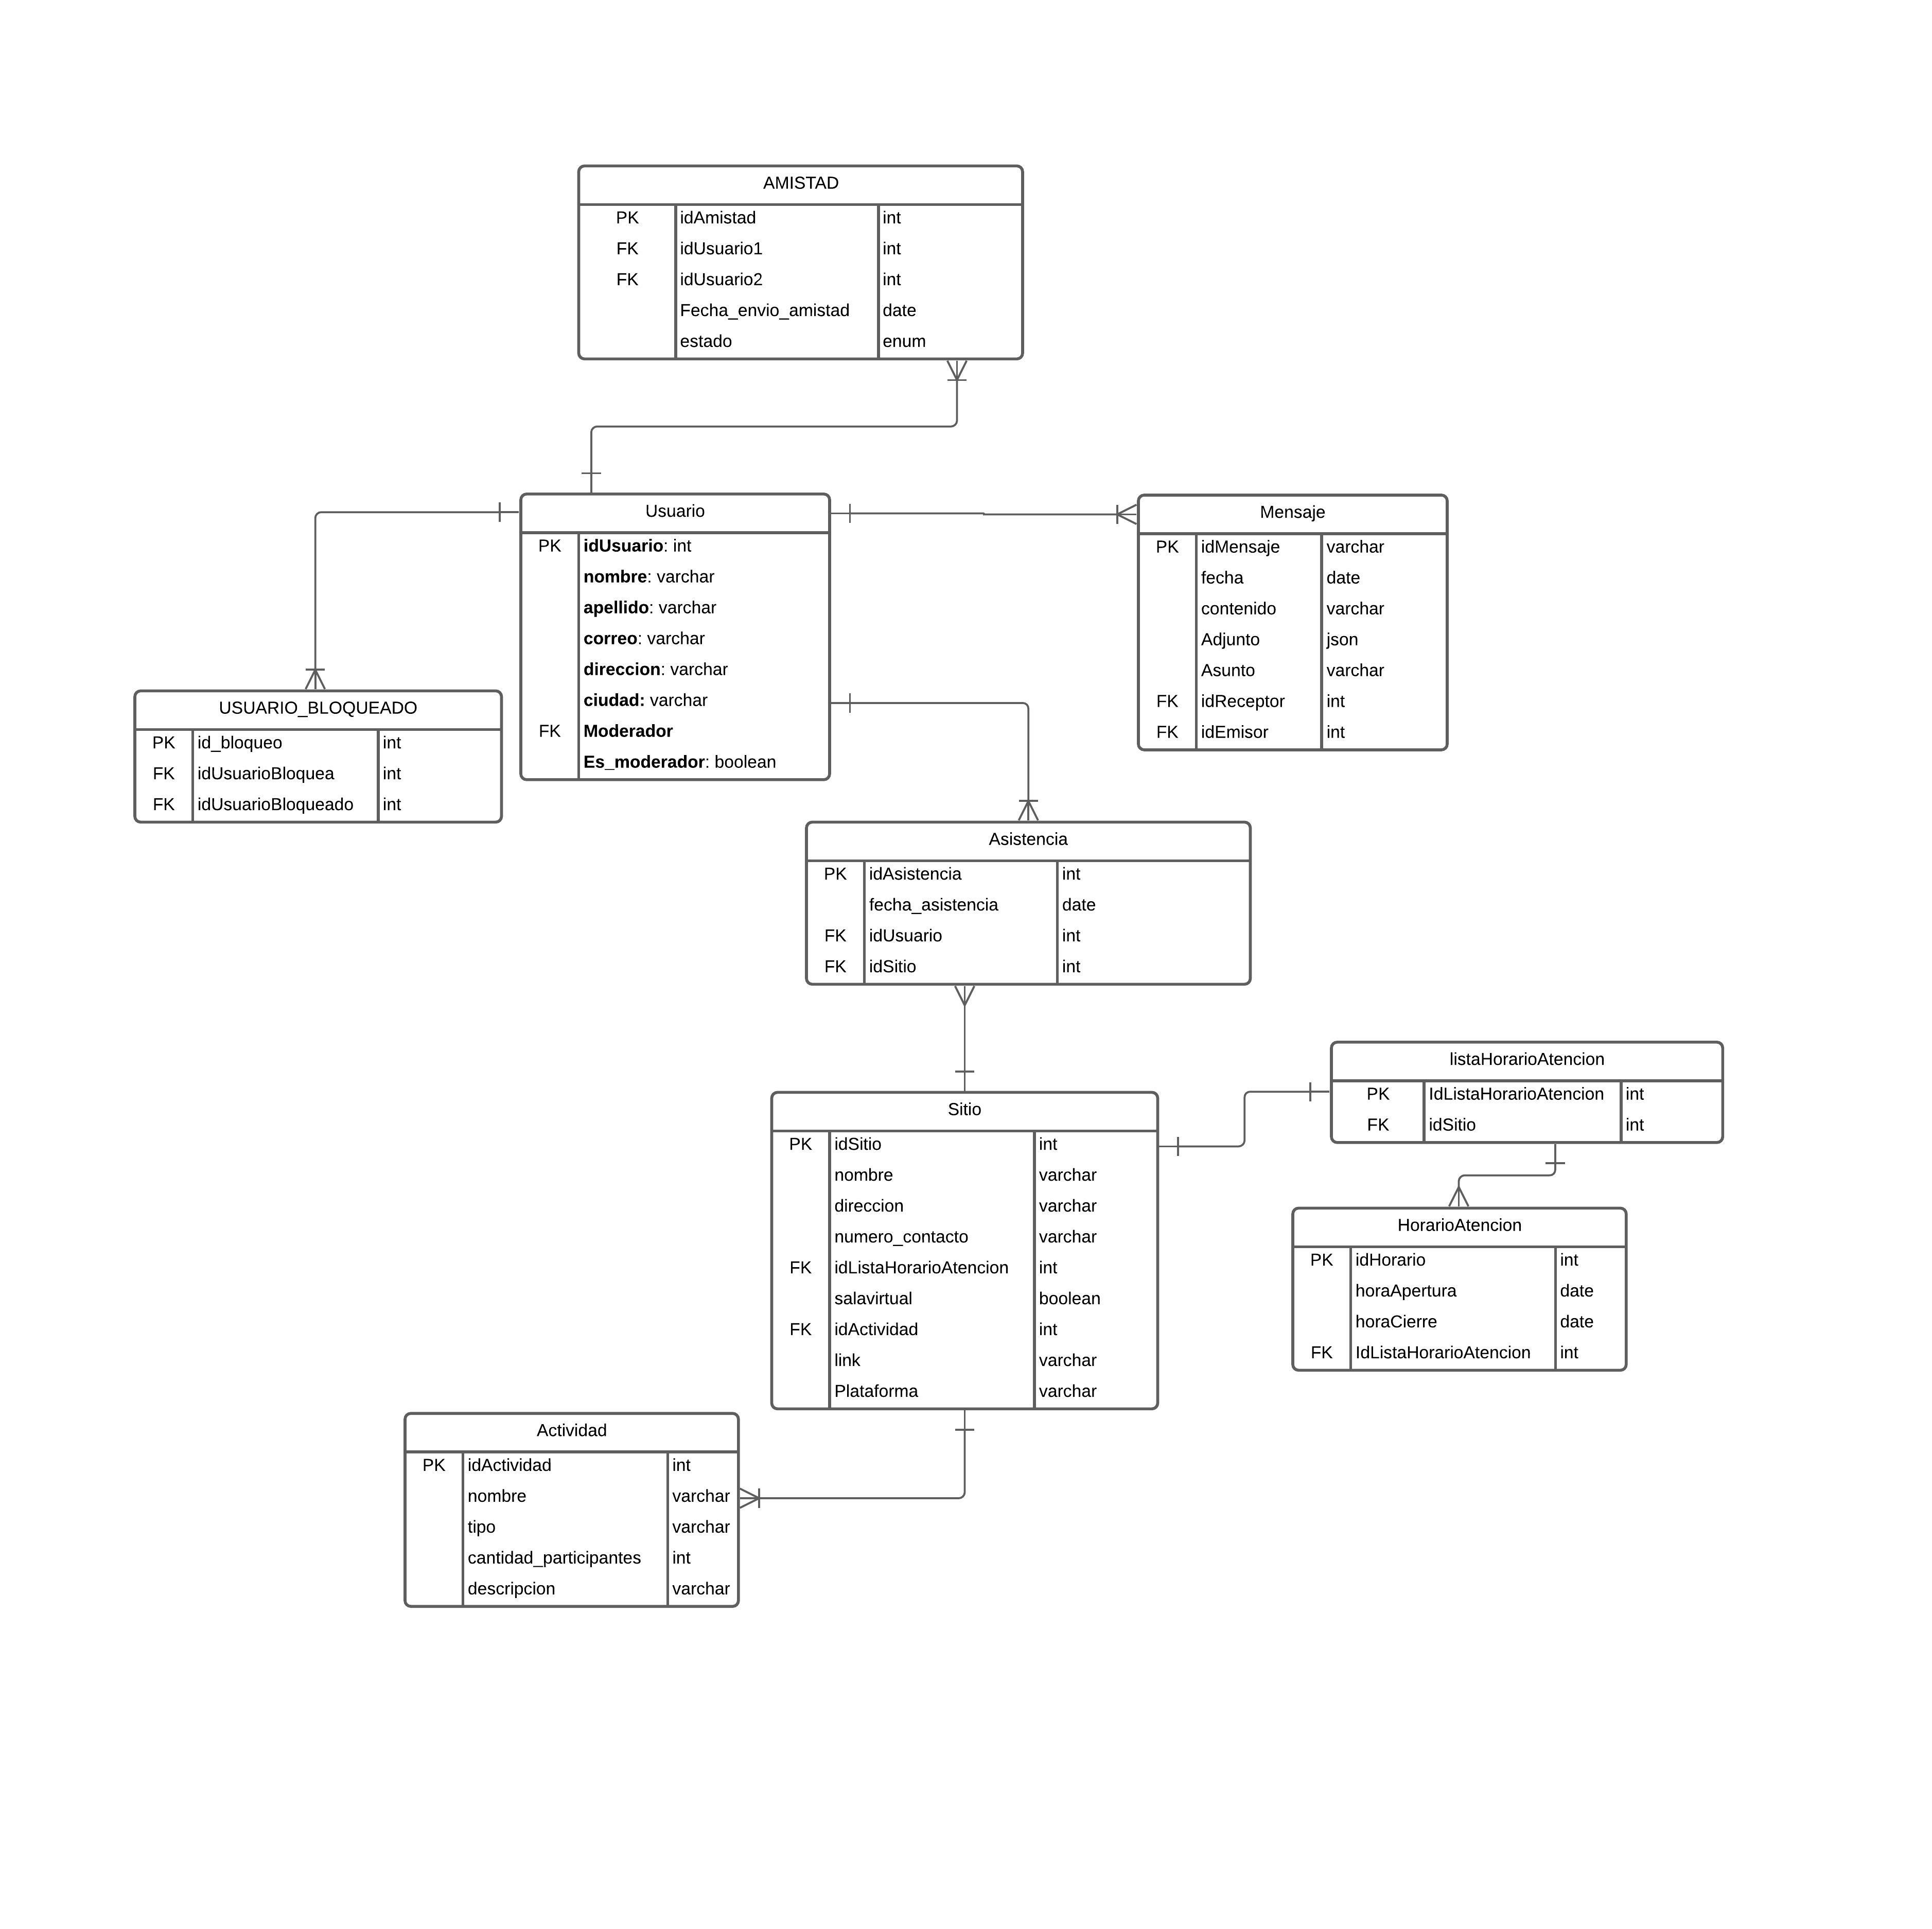 AMISTAD
PK idAmistad int
FK idUsuario1 int
FK idUsuario2 int
Fecha_envio_amistad date
estado enum
Usuario
PK idUsuario: int
nombre: varchar
apellido: varchar
correo: varchar
direccion: varchar
ciudad: varchar
FK Moderador
Es_moderador: boolean
Mensaje
PK idMensaje varchar
fecha date
contenido varchar
Adjunto json
Asunto varchar
FK idReceptor int
FK idEmisor int
USUARIO_BLOQUEADO
PK id_bloqueo int
FK idUsuarioBloquea int
FK idUsuarioBloqueado int
Asistencia
PK idAsistencia int
fecha_asistencia date
FK idUsuario int
FK idSitio int
listaHorarioAtencion
PK IdListaHorarioAtencion int
FK idSitio int
Sitio
PK idSitio int
nombre varchar
direccion varchar
numero_contacto varchar
FK idListaHorarioAtencion int
salavirtual boolean
FK idActividad int
link varchar
Plataforma varchar
HorarioAtencion
PK idHorario int
horaApertura date
horaCierre date
FK IdListaHorarioAtencion int
Actividad
PK idActividad int
nombre varchar
tipo varchar
cantidad_participantes int
descripcion varchar